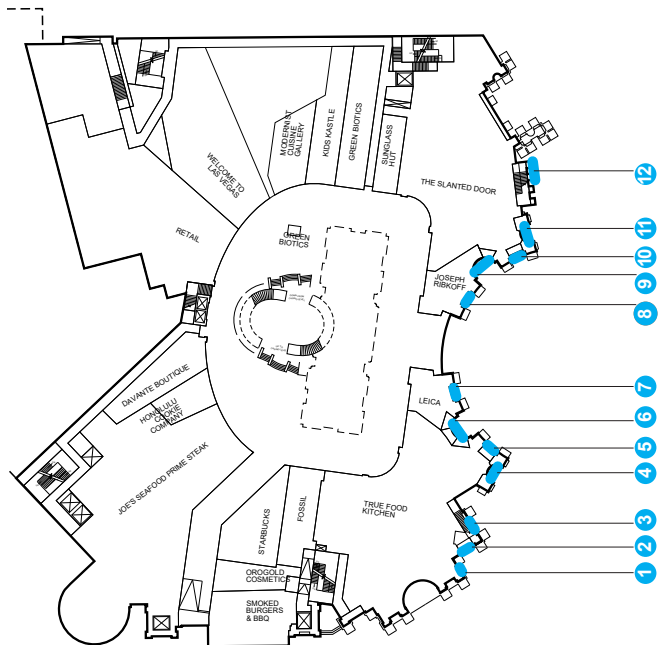 MODERNIST
CUISINE
GALLERY
KIDS KASTLE
GREEN BIOTICS
SUNGLASS
HUT
WELCOME TO
LAS VEGAS
THE SLANTED DOOR
RETAIL
GREEN
BIOTICS
JOSEPH
RIBKOFF
DAVANTE BOUTIQUE
HONOLULU
COOKIE
COMPANY
LEICA
JOE'S SEAFOOD PRIME STEAK
TRUE FOOD
KITCHEN
STARBUCKS
FOSSIL
OROGOLD
COSMETICS
SMOKED
BURGERS
& BBQ
12
11
10
9
8
7
6
5
4
3
2
1